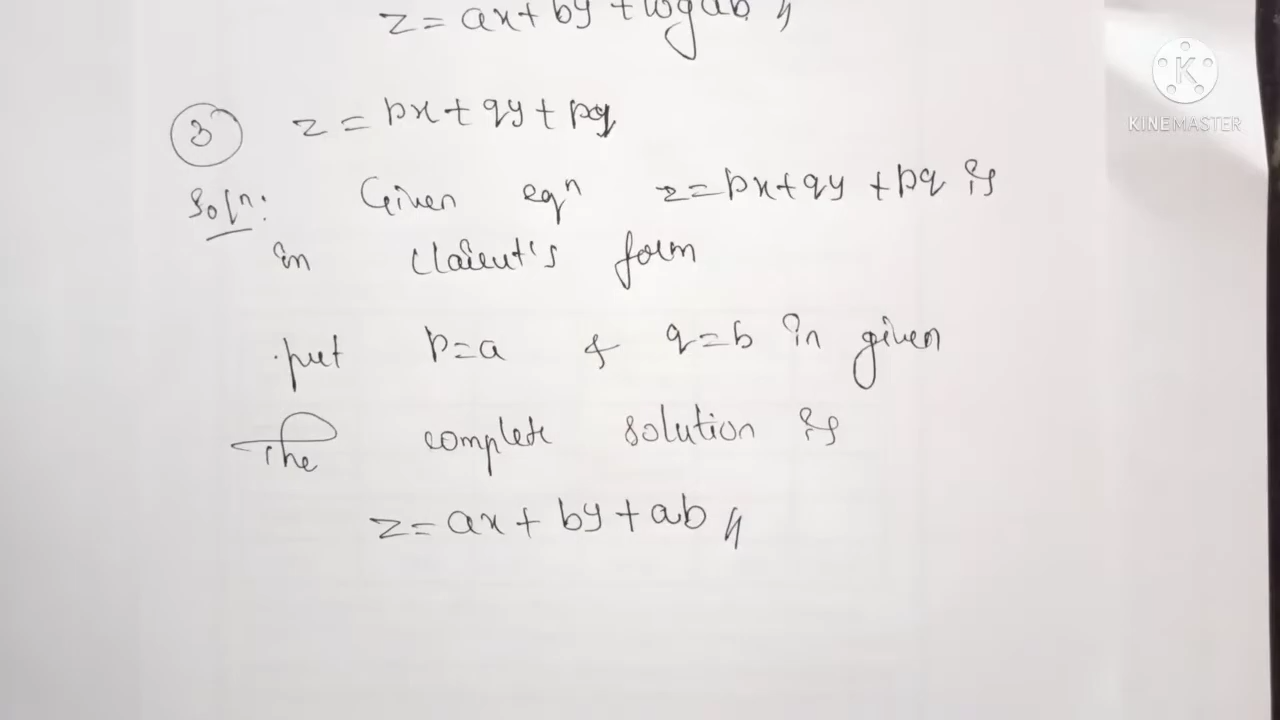 z = ax + by + log ab //
3 z = px + qy + pq
Soln: Given eqn z = px + qy + pq is
in Claieut's form
put p = a & q = b in given
The complete solution is
z = ax + by + ab //
K
KINEMASTER